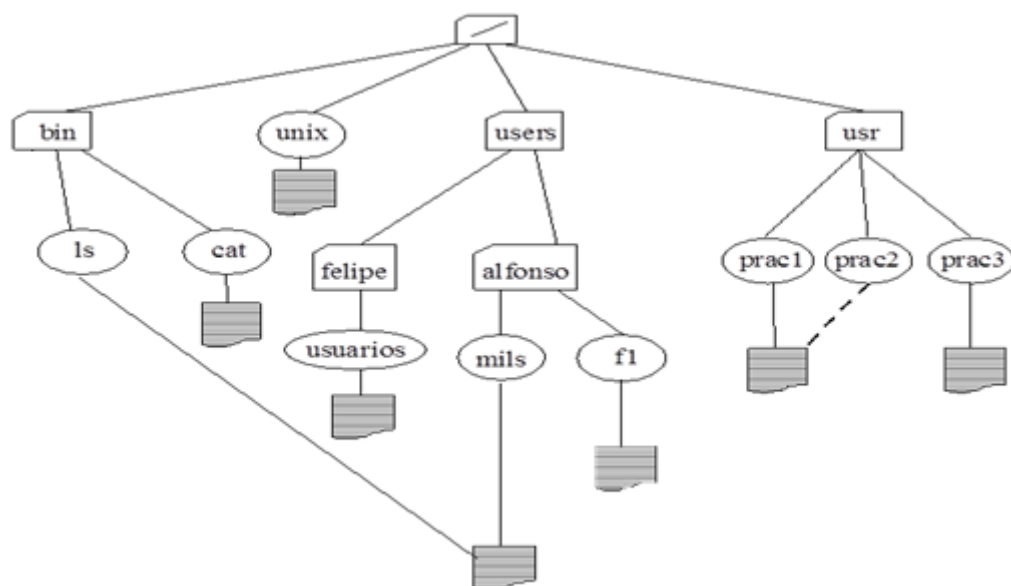 /
bin
unix
users
usr
ls
cat
felipe
alfonso
prac1
prac2
prac3
usuarios
mils
f1